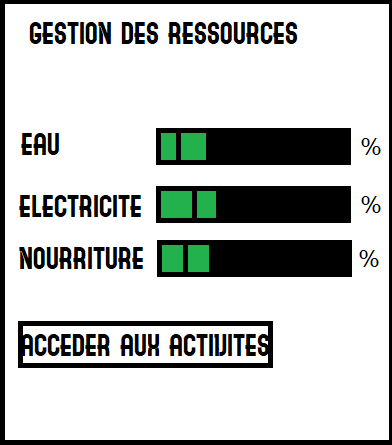 GESTION DES RESSOURCES
EAU %
ELECTRICITE %
NOURRITURE %
ACCEDER AUX ACTIVITES